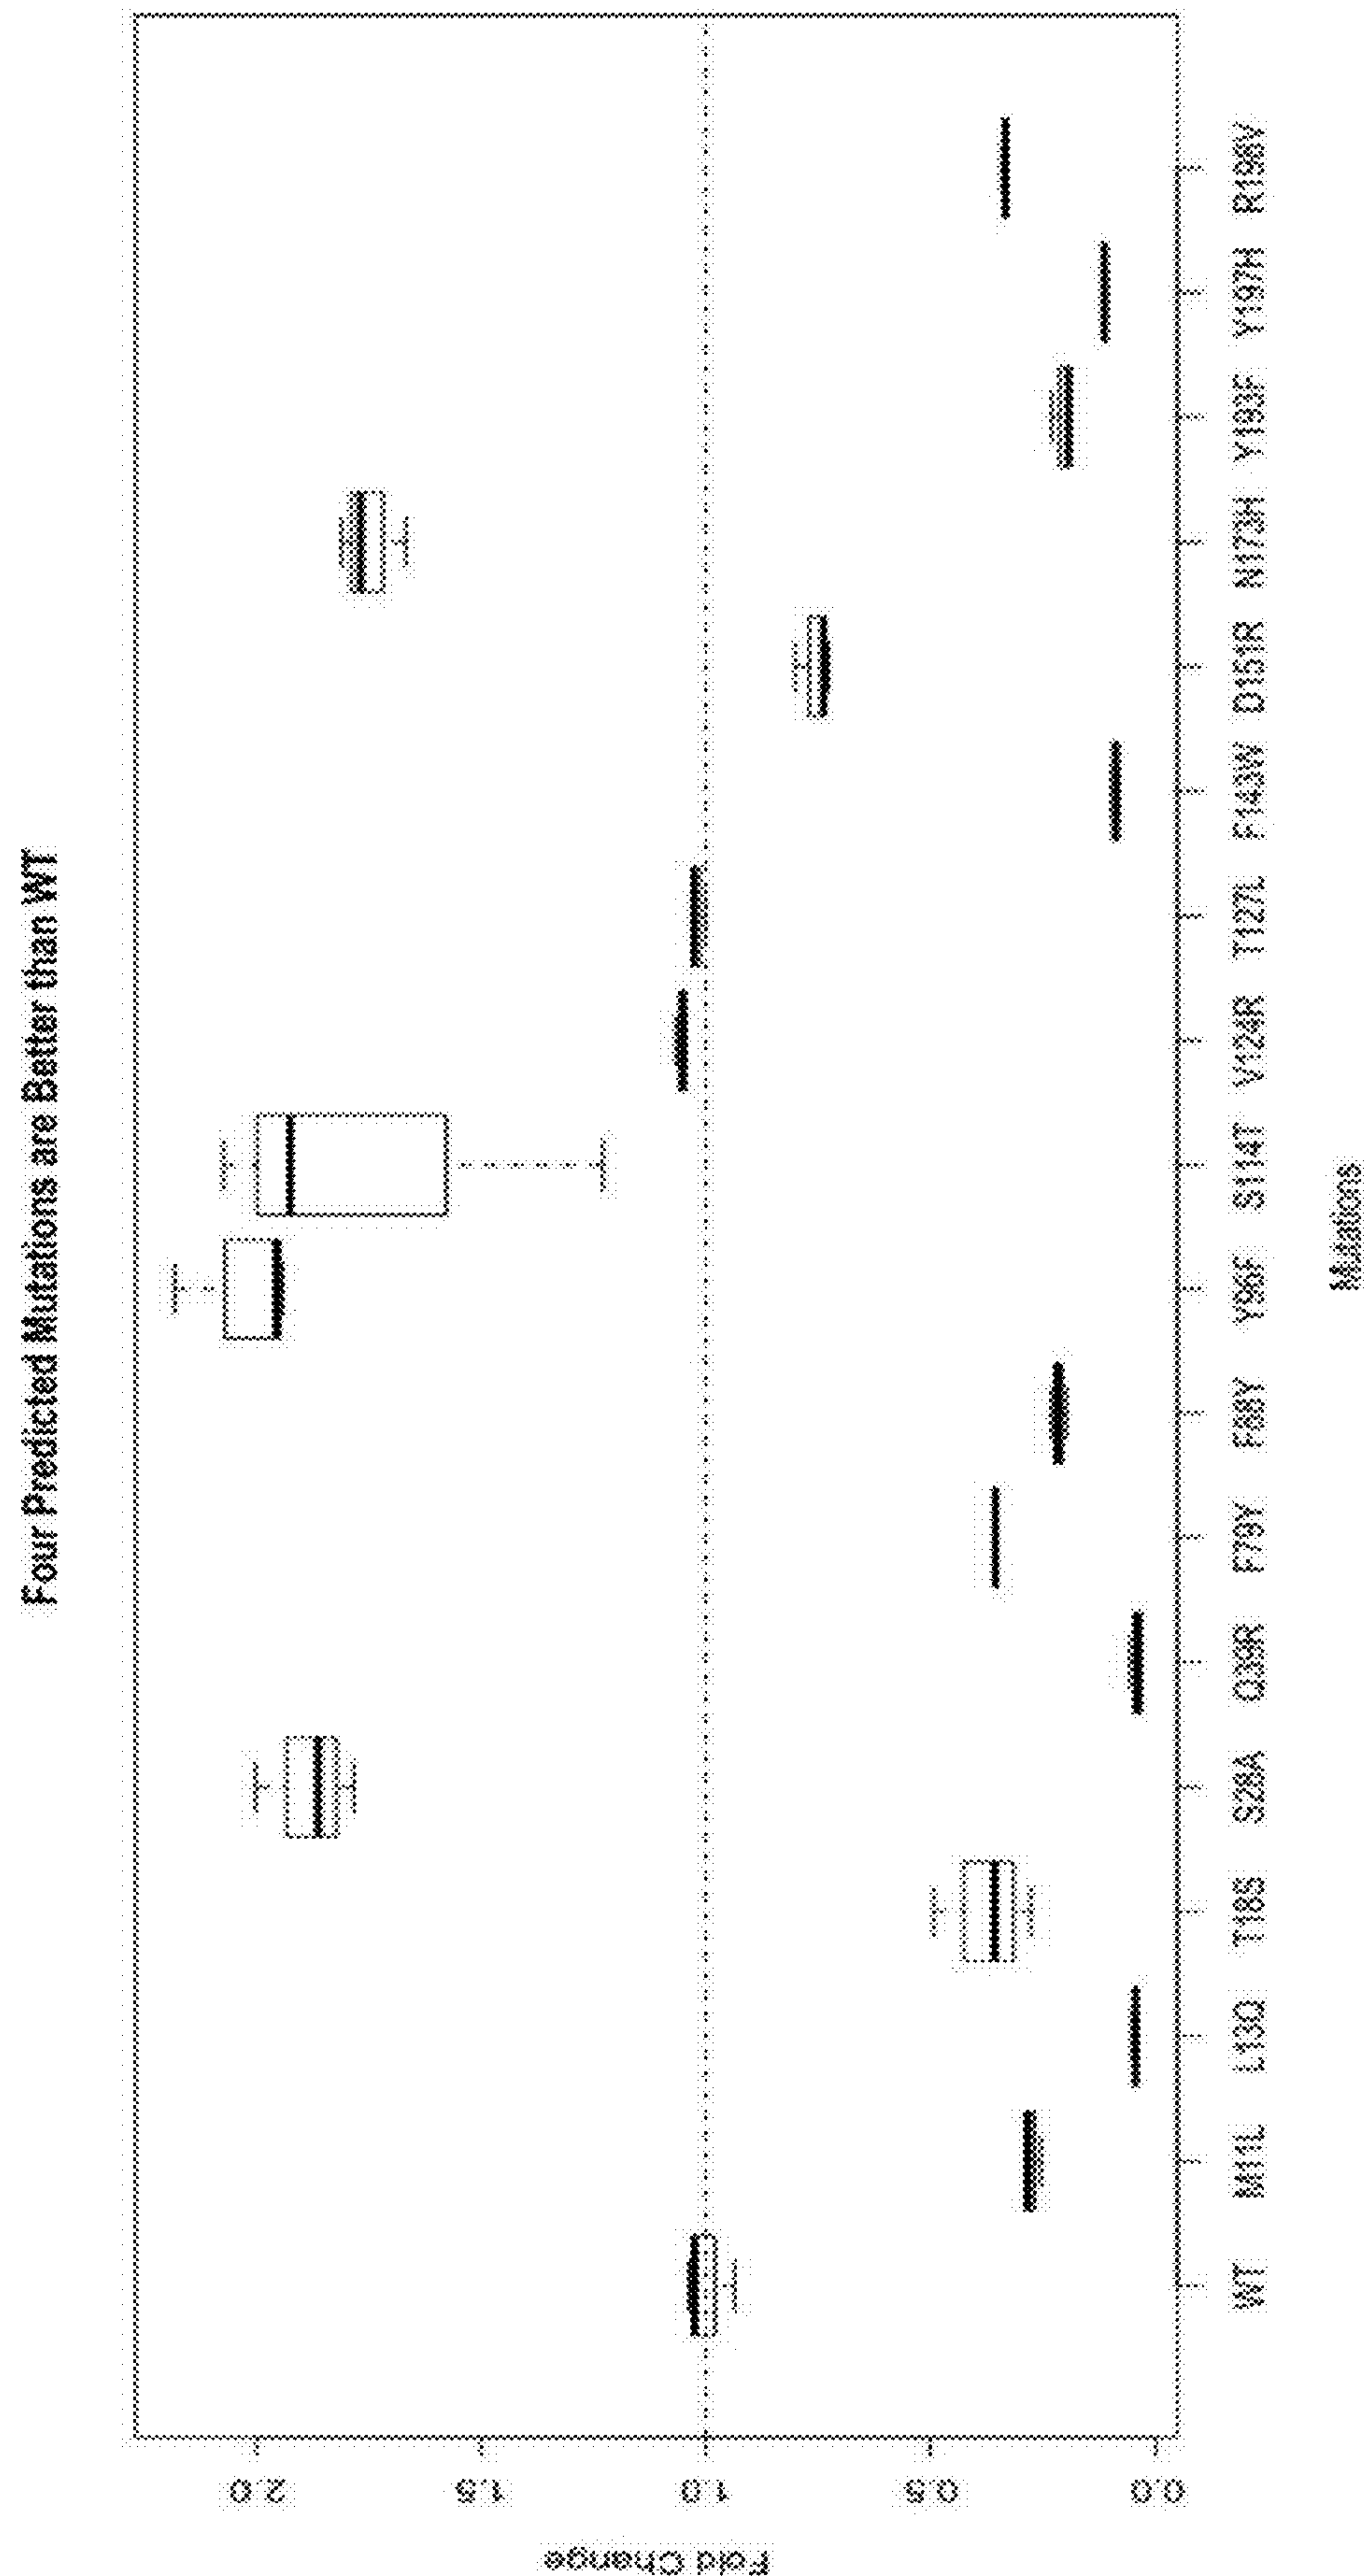 Four Predicted Mutations are Better than WT
Fold Change
2.0
1.5
1.0
0.5
0.0
WT M11L L13Q T18S S28A Q39R F79Y F88Y Y96F S114T V124R T127L F143W D151R N173H Y193F Y197H R198V
Mutations